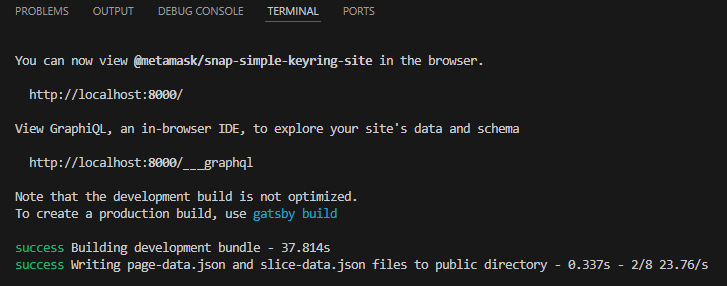 PROBLEMS OUTPUT DEBUG CONSOLE TERMINAL PORTS
You can now view @metamask/snap-simple-keyring-site in the browser.
http://localhost:8000/
View GraphiQL, an in-browser IDE, to explore your site's data and schema
http://localhost:8000/___graphql
Note that the development build is not optimized.
To create a production build, use gatsby build
success Building development bundle - 37.814s
success Writing page-data.json and slice-data.json files to public directory - 0.337s - 2/8 23.76/s